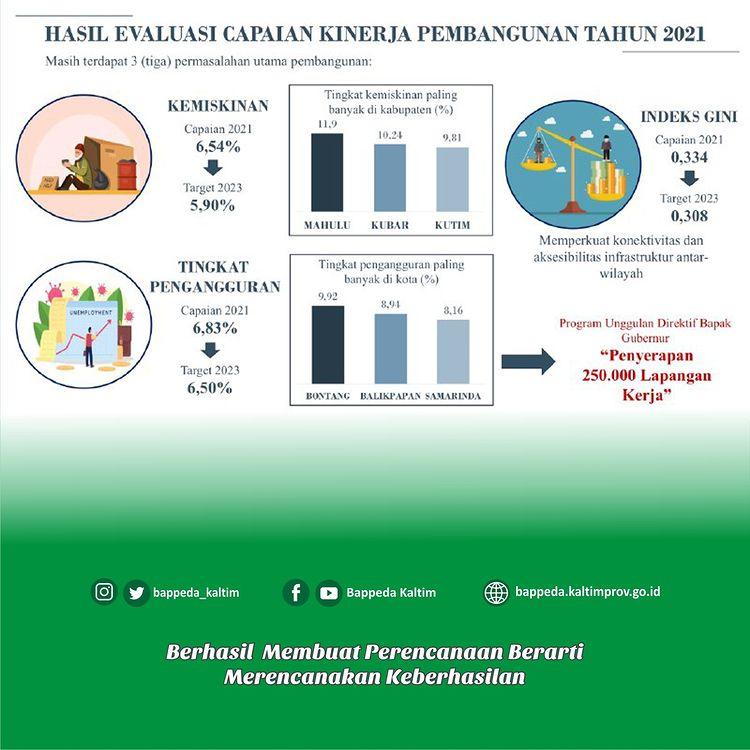 HASIL EVALUASI CAPAIAN KINERJA PEMBANGUNAN TAHUN 2021
Masih terdapat 3 (tiga) permasalahan utama pembangunan:
KEMISKINAN
Capaian 2021
6,54%
Target 2023
5,90%
Tingkat kemiskinan paling
banyak di kabupaten (%)
11,9
10,24
9,81
MAHULU KUBAR KUTIM
INDEKS GINI
Capaian 2021
0,334
Target 2023
0,308
Memperkuat konektivitas dan
aksesibilitas infrastruktur antar-
wilayah
UNEMPLOYMENT
TINGKAT
PENGANGGURAN
Capaian 2021
6,83%
Target 2023
6,50%
Tingkat pengangguran paling
banyak di kota (%)
9,92
8,94
8,16
BONTANG BALIKPAPAN SAMARINDA
Program Unggulan Direktif Bapak
Gubernur
“Penyerapan
250.000 Lapangan
Kerja”
bappeda_kaltim Bappeda Kaltim bappeda.kaltimprov.go.id
Berhasil Membuat Perencanaan Berarti
Merencanakan Keberhasilan